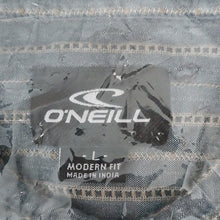 O'NEILL
- L -
MODERN FIT
MADE IN INDIA